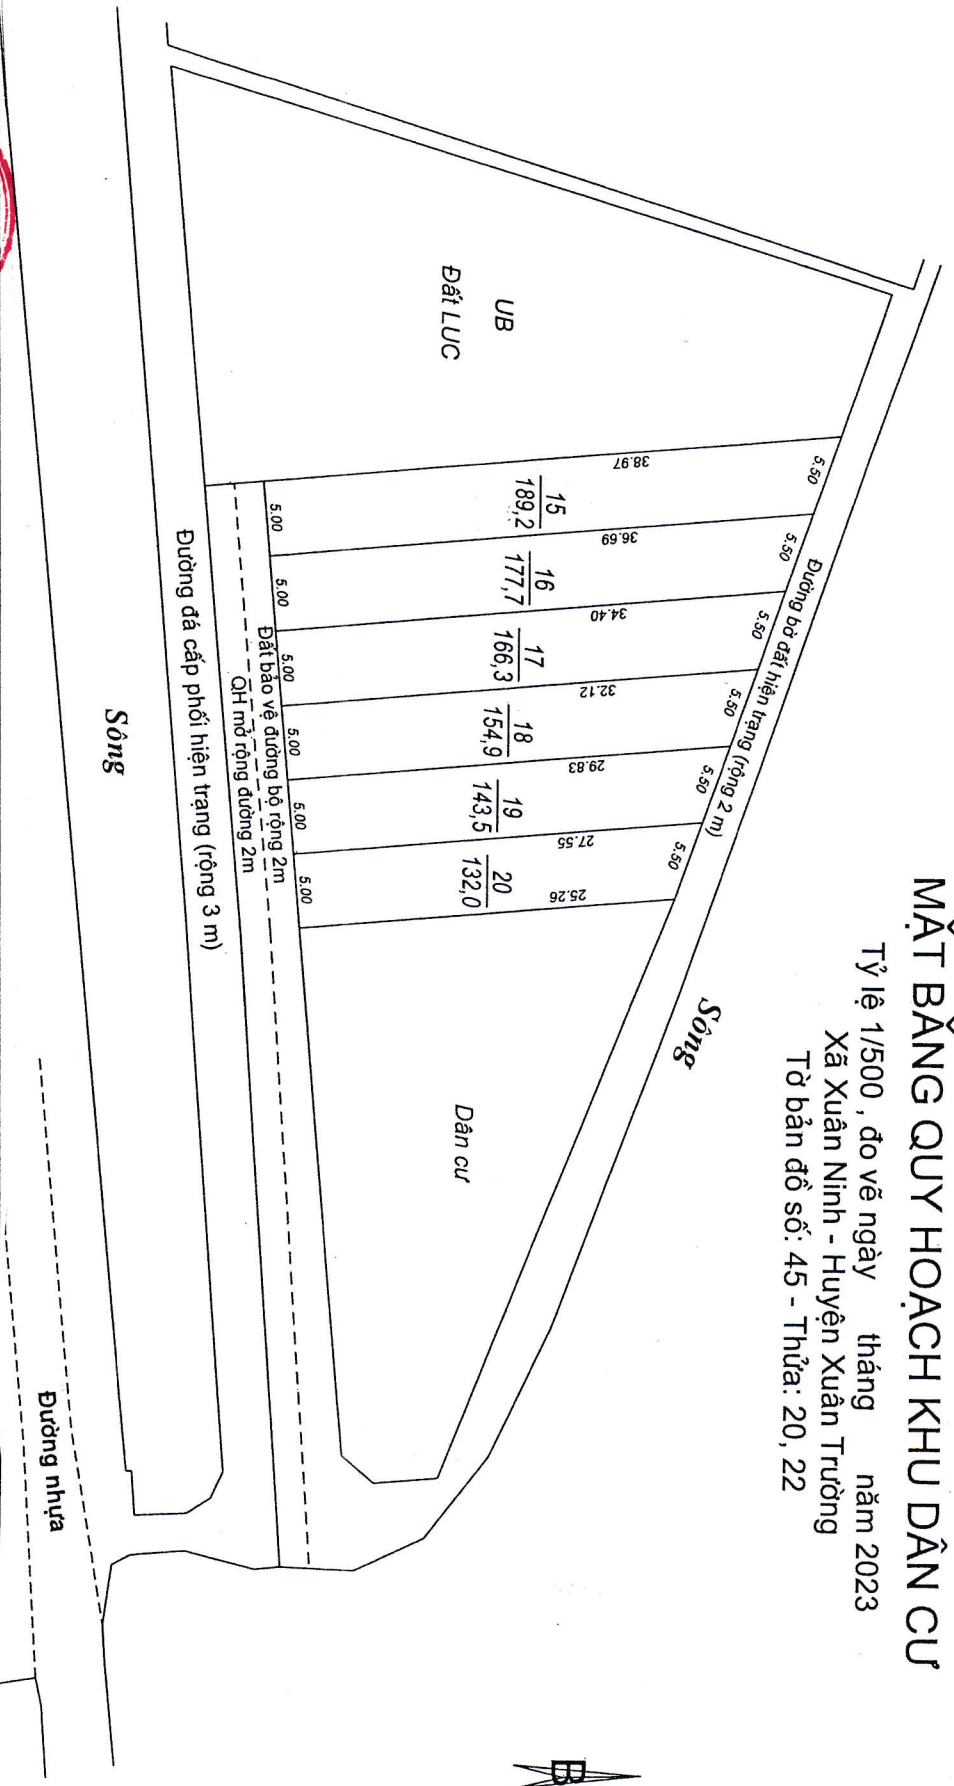 MẶT BẰNG QUY HOẠCH KHU DÂN CƯ
Tỷ lệ 1/500 , đo vẽ ngày tháng năm 2023
Xã Xuân Ninh - Huyện Xuân Trường
Tờ bản đồ số: 45 - Thửa: 20, 22
B
Sông
Đường bờ đất hiện trạng (rộng 2 m)
5.50
5.50
5.50
5.50
5.50
5.50
UB
Đất LUC
38.97
15
189,2
36.69
16
177,7
34.40
17
166,3
32.12
18
154,9
29.83
19
143,5
27.55
20
132,0
25.26
Dân cư
5.00
5.00
5.00
5.00
5.00
5.00
Đất bảo vệ đường bộ rộng 2m
QH mở rộng đường 2m
Đường đá cấp phối hiện trạng (rộng 3 m)
Sông
Đường nhựa